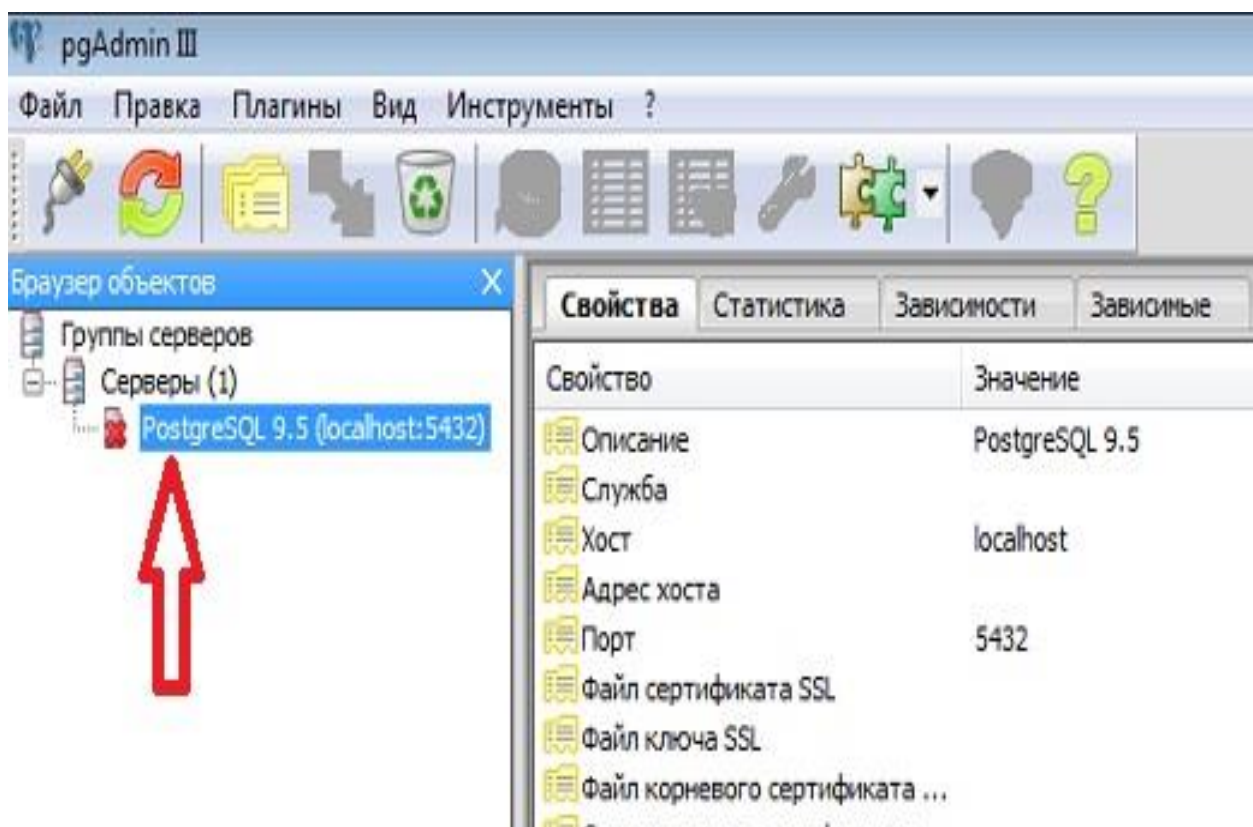 pgAdmin III
Файл Правка Плагины Вид Инструменты ?
Браузер объектов X
Группы серверов
Серверы (1)
PostgreSQL 9.5 (localhost:5432)
Свойства Статистика Зависимости Зависимые
Свойство Значение
Описание PostgreSQL 9.5
Служба
Хост localhost
Адрес хоста
Порт 5432
Файл сертификата SSL
Файл ключа SSL
Файл корневого сертификата ...